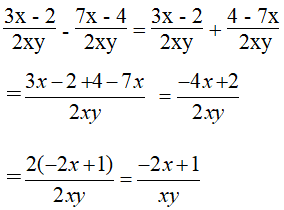 (3x - 2)/(2xy) - (7x - 4)/(2xy) = (3x - 2)/(2xy) + (4 - 7x)/(2xy)
= (3x − 2 + 4 − 7x)/(2xy) = (−4x + 2)/(2xy)
= (2(−2x + 1))/(2xy) = (−2x + 1)/(xy)